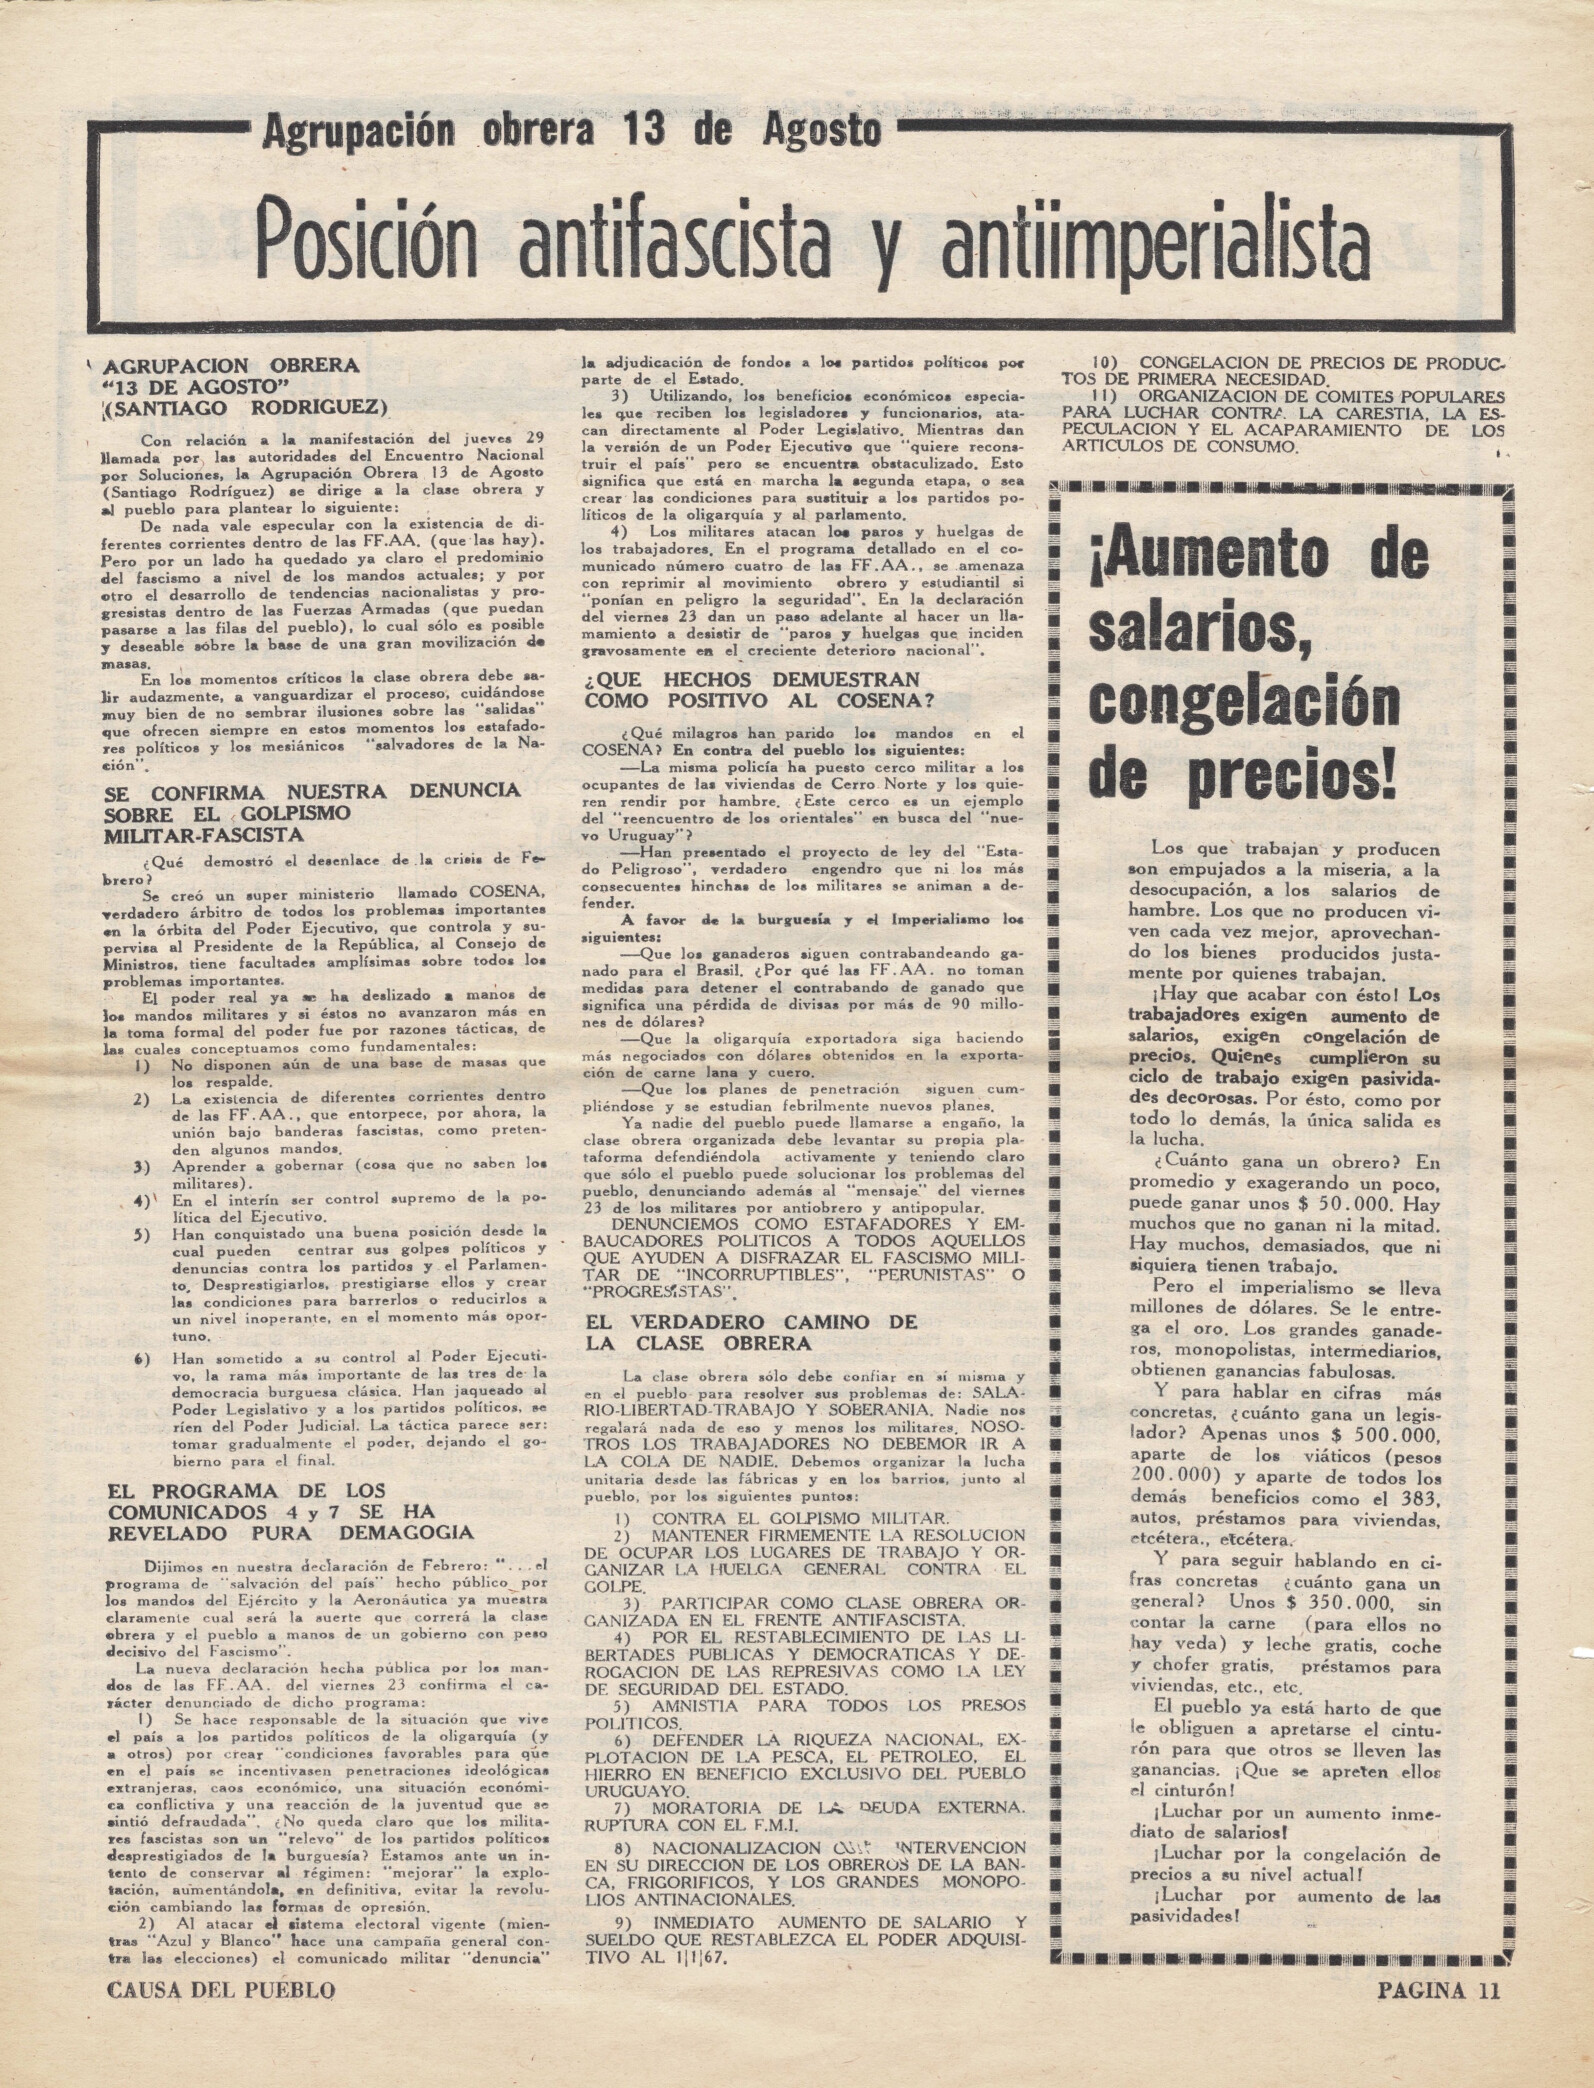 Agrupación obrera 13 de Agosto
Posición antifascista y antiimperialista
AGRUPACION OBRERA
"13 DE AGOSTO"
(SANTIAGO RODRIGUEZ)
Con relación a la manifestación del jueves 29
llamada por las autoridades del Encuentro Nacional
por Soluciones, la Agrupación Obrera 13 de Agosto
(Santiago Rodríguez) se dirige a la clase obrera y
al pueblo para plantear lo siguiente:
De nada vale especular con la existencia de di-
ferentes corrientes dentro de las FF.AA. (que las hay).
Pero por un lado ha quedado ya claro el predominio
del fascismo a nivel de los mandos actuales; y por
otro el desarrollo de tendencias nacionalistas y pro-
gresistas dentro de las Fuerzas Armadas (que puedan
pasarse a las filas del pueblo), lo cual sólo es posible
y deseable sobre la base de una gran movilización de
masas.
En los momentos críticos la clase obrera debe sa-
lir audazmente, a vanguardizar el proceso, cuidándose
muy bien de no sembrar ilusiones sobre las "salidas"
que ofrecen siempre en estos momentos los estafado-
res políticos y los mesiánicos "salvadores de la Na-
ción".
SE CONFIRMA NUESTRA DENUNCIA
SOBRE EL GOLPISMO
MILITAR-FASCISTA
¿Qué demostró el desenlace de la crisis de Fe-
brero?
Se creó un super ministerio llamado COSENA,
verdadero árbitro de todos los problemas importantes
en la órbita del Poder Ejecutivo, que controla y su-
pervisa al Presidente de la República, al Consejo de
Ministros, tiene facultades amplísimas sobre todos los
problemas importantes.
El poder real ya se ha deslizado a manos de
los mandos militares y si éstos no avanzaron más en
la toma formal del poder fue por razones tácticas, de
las cuales conceptuamos como fundamentales:
1) No disponen aún de una base de masas que
los respalde.
2) La existencia de diferentes corrientes dentro
de las FF.AA., que entorpece, por ahora, la
unión bajo banderas fascistas, como preten-
den algunos mandos.
3) Aprender a gobernar (cosa que no saben los
militares).
4) En el interín ser control supremo de la po-
lítica del Ejecutivo.
5) Han conquistado una buena posición desde la
cual pueden centrar sus golpes políticos y
denuncias contra los partidos y el Parlamen-
to. Desprestigiarlos, prestigiarse ellos y crear
las condiciones para barrerlos o reducirlos a
un nivel inoperante, en el momento más opor-
tuno.
6) Han sometido a su control al Poder Ejecuti-
vo, la rama más importante de las tres de la
democracia burguesa clásica. Han jaqueado al
Poder Legislativo y a los partidos políticos, se
ríen del Poder Judicial. La táctica parece ser:
tomar gradualmente el poder, dejando el go-
bierno para el final.
EL PROGRAMA DE LOS
COMUNICADOS 4 y 7 SE HA
REVELADO PURA DEMAGOGIA
Dijimos en nuestra declaración de Febrero: "...el
programa de "salvación del país" hecho público por
los mandos del Ejército y la Aeronáutica ya muestra
claramente cual será la suerte que correrá la clase
obrera y el pueblo a manos de un gobierno con peso
decisivo del Fascismo".
La nueva declaración hecha pública por los man-
dos de las FF.AA. del viernes 23 confirma el ca-
rácter denunciado de dicho programa:
1) Se hace responsable de la situación que vive
el país a los partidos políticos de la oligarquía (y
a otros) por crear "condiciones favorables para que
en el país se incentivasen penetraciones ideológicas
extranjeras, caos económico, una situación económi-
ca conflictiva y una reacción de la juventud que se
sintió defraudada". ¿No queda claro que los milita-
res fascistas son un "relevo" de los partidos políticos
desprestigiados de la burguesía? Estamos ante un in-
tento de conservar al régimen: "mejorar" la explo-
tación, aumentándola, en definitiva, evitar la revolu-
ción cambiando las formas de opresión.
2) Al atacar el sistema electoral vigente (mien-
tras "Azul y Blanco" hace una campaña general con-
tra las elecciones) el comunicado militar "denuncia"
la adjudicación de fondos a los partidos políticos por
parte de el Estado.
3) Utilizando, los beneficios económicos especia-
les que reciben los legisladores y funcionarios, ata-
can directamente al Poder Legislativo. Mientras dan
la versión de un Poder Ejecutivo que "quiere recons-
truir el país" pero se encuentra obstaculizado. Esto
significa que está en marcha la segunda etapa, o sea
crear las condiciones para sustituir a los partidos po-
líticos de la oligarquía y al parlamento.
4) Los militares atacan los paros y huelgas de
los trabajadores. En el programa detallado en el co-
municado número cuatro de las FF.AA., se amenaza
con reprimir al movimiento obrero y estudiantil si
"ponían en peligro la seguridad". En la declaración
del viernes 23 dan un paso adelante al hacer un lla-
mamiento a desistir de "paros y huelgas que inciden
gravosamente en el creciente deterioro nacional".
¿QUE HECHOS DEMUESTRAN
COMO POSITIVO AL COSENA?
¿Qué milagros han parido los mandos en el
COSENA? En contra del pueblo los siguientes:
—La misma policía ha puesto cerco militar a los
ocupantes de las viviendas de Cerro Norte y los quie-
ren rendir por hambre. ¿Este cerco es un ejemplo
del "reencuentro de los orientales" en busca del "nue-
vo Uruguay"?
—Han presentado el proyecto de ley del "Esta-
do Peligroso", verdadero engendro que ni los más
consecuentes hinchas de los militares se animan a de-
fender.
A favor de la burguesía y el Imperialismo los
siguientes:
—Que los ganaderos siguen contrabandeando ga-
nado para el Brasil. ¿Por qué las FF.AA. no toman
medidas para detener el contrabando de ganado que
significa una pérdida de divisas por más de 90 millo-
nes de dólares?
—Que la oligarquía exportadora siga haciendo
más negociados con dólares obtenidos en la exporta-
ción de carne lana y cuero.
—Que los planes de penetración siguen cum-
pliéndose y se estudian febrilmente nuevos planes.
Ya nadie del pueblo puede llamarse a engaño, la
clase obrera organizada debe levantar su propia pla-
taforma defendiéndola activamente y teniendo claro
que sólo el pueblo puede solucionar los problemas del
pueblo, denunciando además al "mensaje" del viernes
23 de los militares por antiobrero y antipopular.
DENUNCIEMOS COMO ESTAFADORES Y EM-
BAUCADORES POLITICOS A TODOS AQUELLOS
QUE AYUDEN A DISFRAZAR EL FASCISMO MILI-
TAR DE "INCORRUPTIBLES", "PERUNISTAS" O
"PROGRESISTAS".
EL VERDADERO CAMINO DE
LA CLASE OBRERA
La clase obrera sólo debe confiar en sí misma y
en el pueblo para resolver sus problemas de: SALA-
RIO-LIBERTAD-TRABAJO Y SOBERANIA. Nadie nos
regalará nada de eso y menos los militares. NOSO-
TROS LOS TRABAJADORES NO DEBEMOR IR A
LA COLA DE NADIE. Debemos organizar la lucha
unitaria desde las fábricas y en los barrios, junto al
pueblo, por los siguientes puntos:
1) CONTRA EL GOLPISMO MILITAR.
2) MANTENER FIRMEMENTE LA RESOLUCION
DE OCUPAR LOS LUGARES DE TRABAJO Y OR-
GANIZAR LA HUELGA GENERAL CONTRA EL
GOLPE.
3) PARTICIPAR COMO CLASE OBRERA OR-
GANIZADA EN EL FRENTE ANTIFASCISTA.
4) POR EL RESTABLECIMIENTO DE LAS LI-
BERTADES PUBLICAS Y DEMOCRATICAS Y DE-
ROGACION DE LAS REPRESIVAS COMO LA LEY
DE SEGURIDAD DEL ESTADO.
5) AMNISTIA PARA TODOS LOS PRESOS
POLITICOS.
6) DEFENDER LA RIQUEZA NACIONAL, EX-
PLOTACION DE LA PESCA, EL PETROLEO, EL
HIERRO EN BENEFICIO EXCLUSIVO DEL PUEBLO
URUGUAYO.
7) MORATORIA DE LA DEUDA EXTERNA.
RUPTURA CON EL F.M.I.
8) NACIONALIZACION INTERVENCION
EN SU DIRECCION DE LOS OBREROS DE LA BAN-
CA, FRIGORIFICOS, Y LOS GRANDES MONOPO-
LIOS ANTINACIONALES.
9) INMEDIATO AUMENTO DE SALARIO Y
SUELDO QUE RESTABLEZCA EL PODER ADQUISI-
TIVO AL 1|1|67.
10) CONGELACION DE PRECIOS DE PRODUC-
TOS DE PRIMERA NECESIDAD.
11) ORGANIZACION DE COMITES POPULARES
PARA LUCHAR CONTRA LA CARESTIA, LA ES-
PECULACION Y EL ACAPARAMIENTO DE LOS
ARTICULOS DE CONSUMO.
¡Aumento de
salarios,
congelación
de precios!
Los que trabajan y producen
son empujados a la miseria, a la
desocupación, a los salarios de
hambre. Los que no producen vi-
ven cada vez mejor, aprovechan-
do los bienes producidos justa-
mente por quienes trabajan.
¡Hay que acabar con ésto! Los
trabajadores exigen aumento de
salarios, exigen congelación de
precios. Quienes cumplieron su
ciclo de trabajo exigen pasivida-
des decorosas. Por ésto, como por
todo lo demás, la única salida es
la lucha.
¿Cuánto gana un obrero? En
promedio y exagerando un poco,
puede ganar unos $ 50.000. Hay
muchos que no ganan ni la mitad.
Hay muchos, demasiados, que ni
siquiera tienen trabajo.
Pero el imperialismo se lleva
millones de dólares. Se le entre-
ga el oro. Los grandes ganade-
ros, monopolistas, intermediarios,
obtienen ganancias fabulosas.
Y para hablar en cifras más
concretas, ¿cuánto gana un legis-
lador? Apenas unos $ 500.000,
aparte de los viáticos (pesos
200.000) y aparte de todos los
demás beneficios como el 383,
autos, préstamos para viviendas,
etcétera., etcétera.
Y para seguir hablando en ci-
fras concretas ¿cuánto gana un
general? Unos $ 350.000, sin
contar la carne (para ellos no
hay veda) y leche gratis, coche
y chofer gratis, préstamos para
viviendas, etc., etc.
El pueblo ya está harto de que
le obliguen a apretarse el cintu-
rón para que otros se lleven las
ganancias. ¡Que se apreten ellos
el cinturón!
¡Luchar por un aumento inme-
diato de salarios!
¡Luchar por la congelación de
precios a su nivel actual!
¡Luchar por aumento de las
pasividades!
CAUSA DEL PUEBLO
PAGINA 11